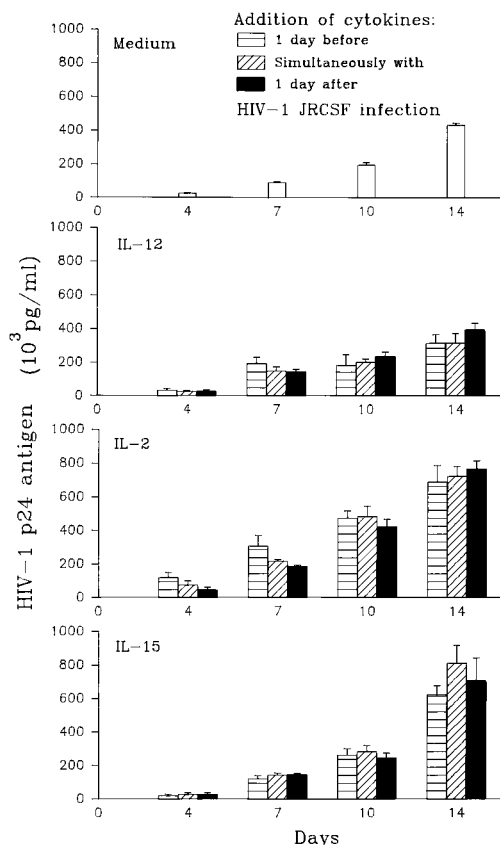 Addition of cytokines:
1 day before
Simultaneously with
1 day after
HIV-1 JRCSF infection
HIV-1 p24 antigen (10³ pg/ml)
Medium
1000
800
600
400
200
0
0 4 7 10 14
IL-12
1000
800
600
400
200
0
0 4 7 10 14
IL-2
1000
800
600
400
200
0
0 4 7 10 14
IL-15
1000
800
600
400
200
0
0 4 7 10 14
Days